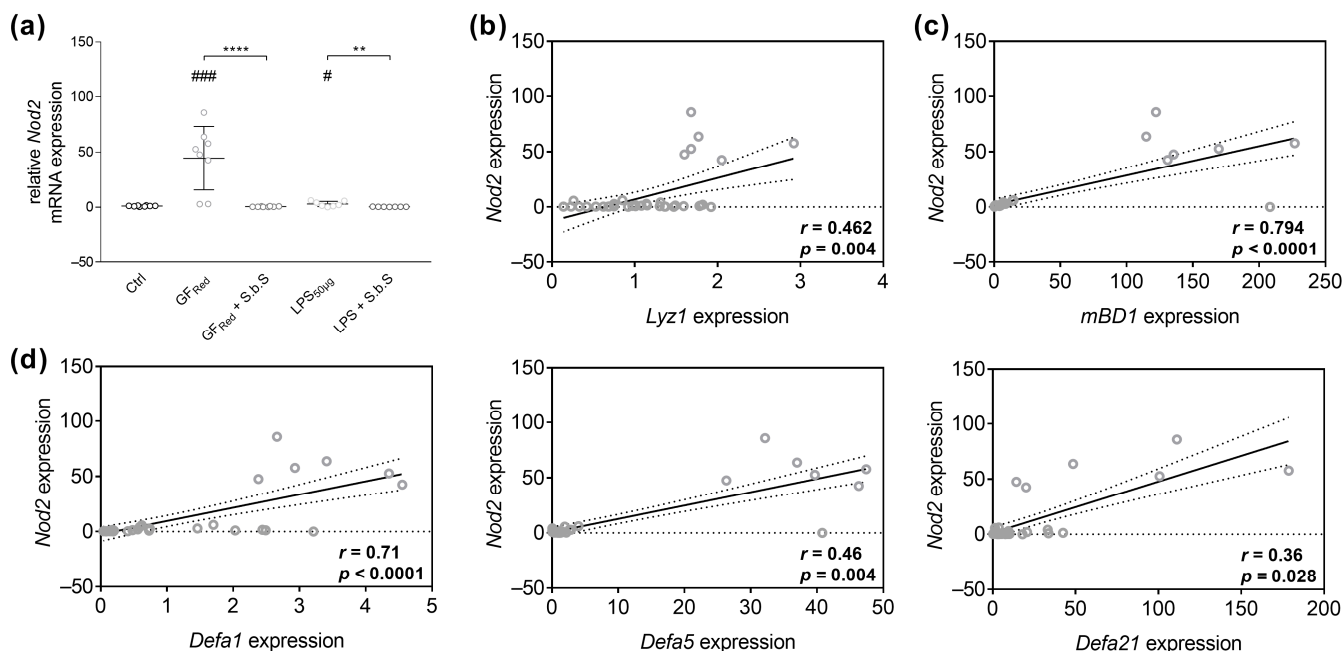 (a)
relative Nod2
mRNA expression
150
100
50
0
–50
****
**
###
#
Ctrl
GFRed
GFRed + S.b.S
LPS50µg
LPS + S.b.S
(b)
Nod2 expression
150
100
50
0
–50
0 1 2 3 4
r = 0.462
p = 0.004
Lyz1 expression
(c)
Nod2 expression
150
100
50
0
–50
0 50 100 150 200 250
r = 0.794
p < 0.0001
mBD1 expression
(d)
Nod2 expression
150
100
50
0
–50
0 1 2 3 4 5
r = 0.71
p < 0.0001
Defa1 expression
Nod2 expression
150
100
50
0
–50
0 10 20 30 40 50
r = 0.46
p = 0.004
Defa5 expression
Nod2 expression
150
100
50
0
–50
0 50 100 150 200
r = 0.36
p = 0.028
Defa21 expression